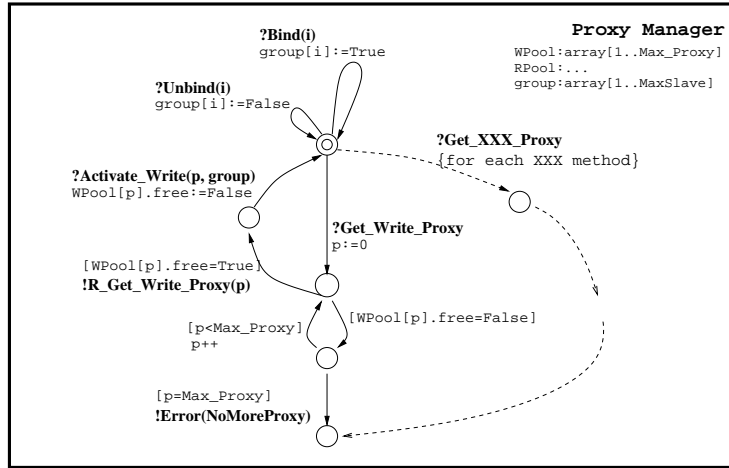 Proxy Manager
WPool:array[1..Max_Proxy]
RPool:...
group:array[1..MaxSlave]
?Bind(i)
group[i]:=True
?Unbind(i)
group[i]:=False
?Get_XXX_Proxy
{for each XXX method}
?Activate_Write(p, group)
WPool[p].free:=False
?Get_Write_Proxy
p:=0
[WPool[p].free=True]
!R_Get_Write_Proxy(p)
[WPool[p].free=False]
[p<Max_Proxy]
p++
[p=Max_Proxy]
!Error(NoMoreProxy)